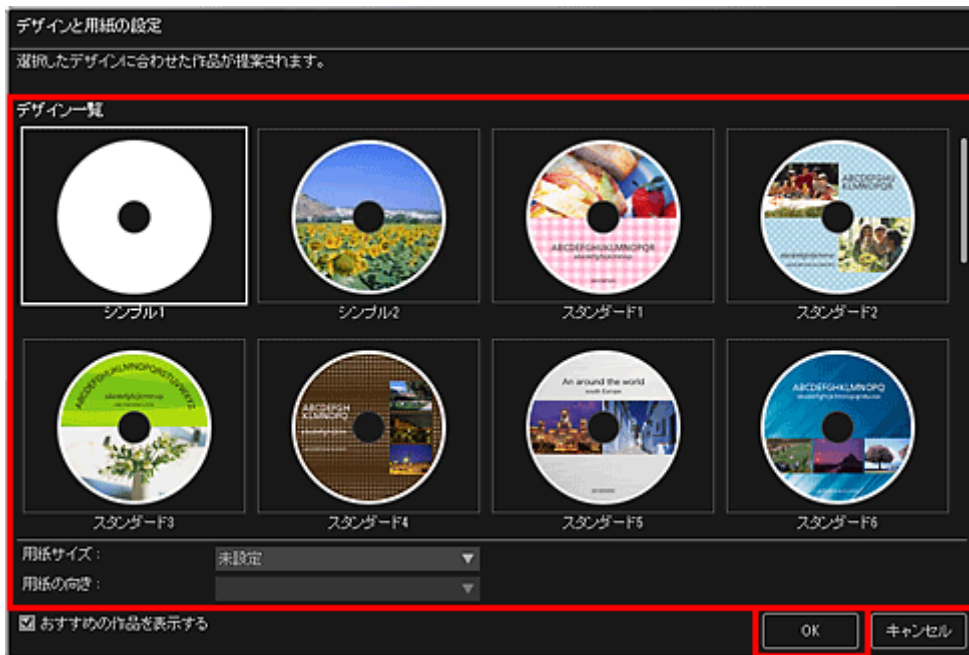 デザインと用紙の設定
選択したデザインに合わせた作品が提案されます。
デザイン一覧
ABCDEFGHIJKLMNOPQR
ABCDEFGHIJ
KLMNOPQR
シンプル1
シンプル2
スタンダード1
スタンダード2
ABCDEFGH
KLMNOPQ
An around the world
south Europe
スタンダード3
スタンダード4
スタンダード5
スタンダード6
用紙サイズ：
未設定
用紙の向き：
おすすめの作品を表示する
OK
キャンセル